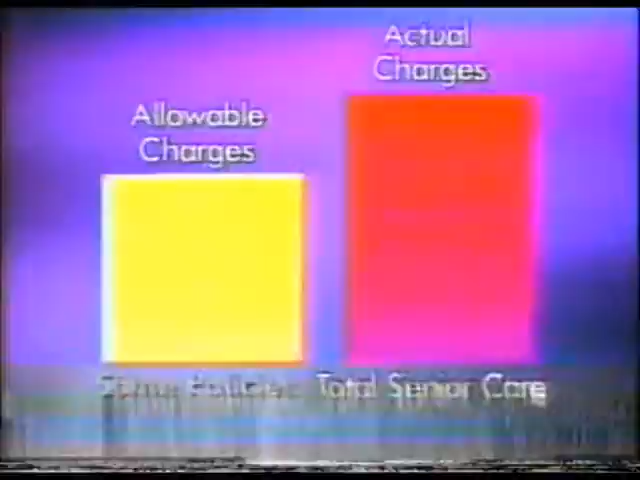 Actual
Charges
Allowable
Charges
Total Senior Care